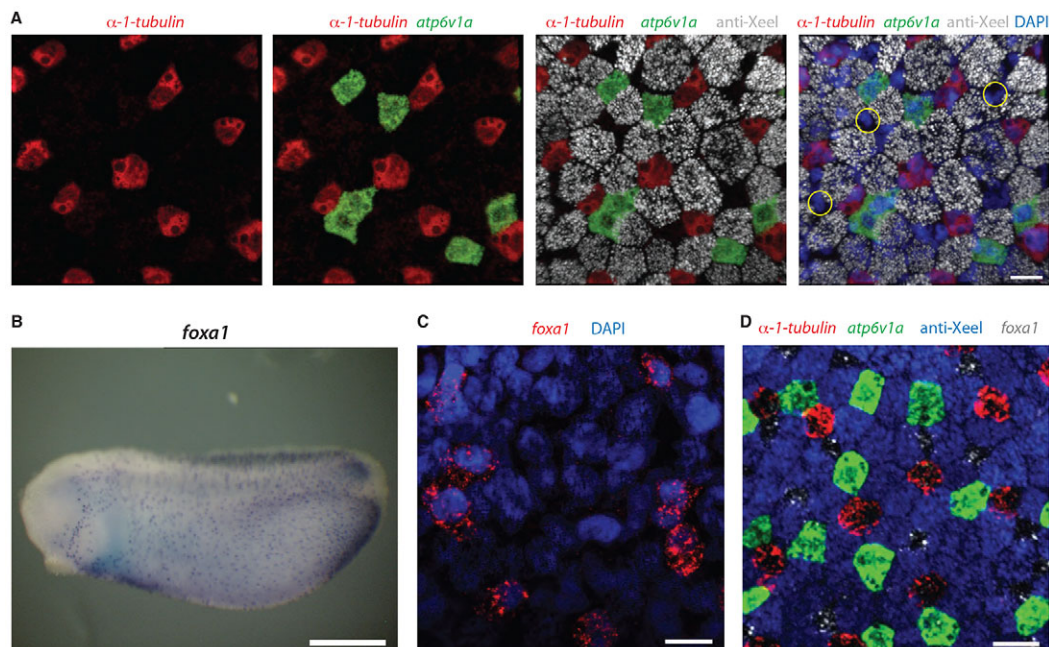 A
α-1-tubulin
α-1-tubulin atp6v1a
α-1-tubulin atp6v1a anti-Xeel
α-1-tubulin atp6v1a anti-Xeel DAPI
B
foxa1
C
foxa1 DAPI
D
α-1-tubulin atp6v1a anti-Xeel foxa1